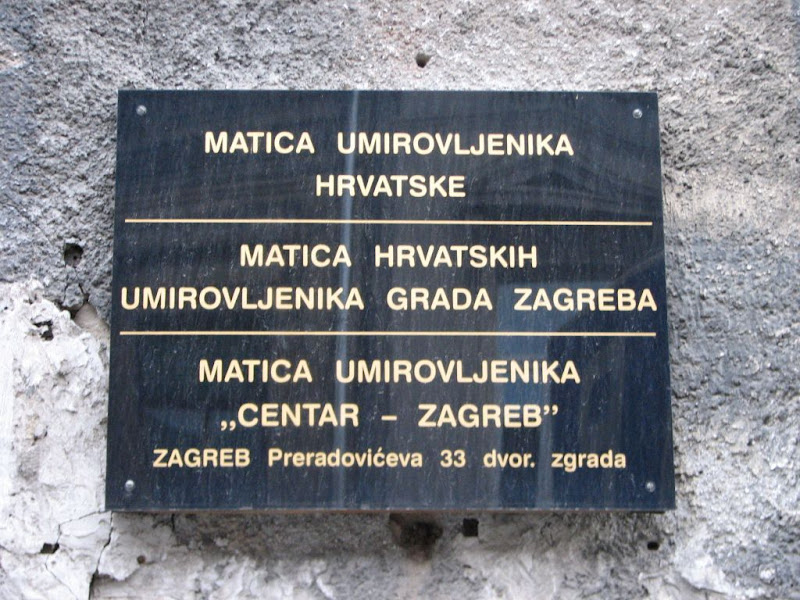 MATICA UMIROVLJENIKA
HRVATSKE
MATICA HRVATSKIH
UMIROVLJENIKA GRADA ZAGREBA
MATICA UMIROVLJENIKA
„CENTAR – ZAGREB”
ZAGREB Preradovićeva 33 dvor. zgrada